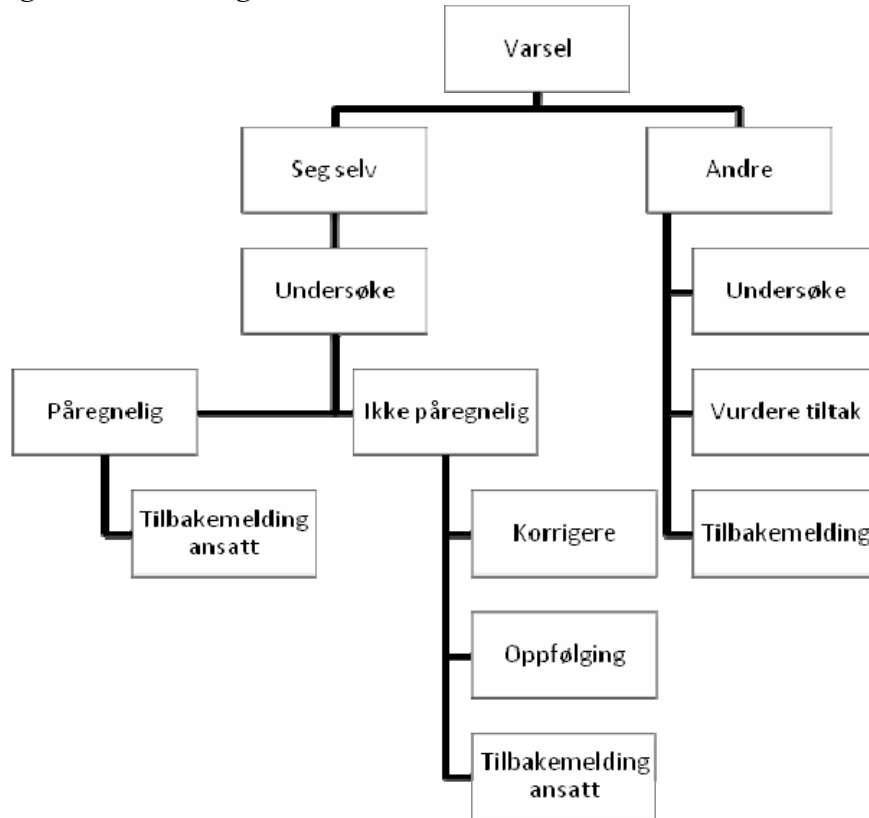 Varsel
Seg selv
Andre
Undersøke
Undersøke
Påregnelig
Ikke påregnelig
Vurdere tiltak
Tilbakemelding
ansatt
Korrigere
Tilbakemelding
Oppfølging
Tilbakemelding
ansatt